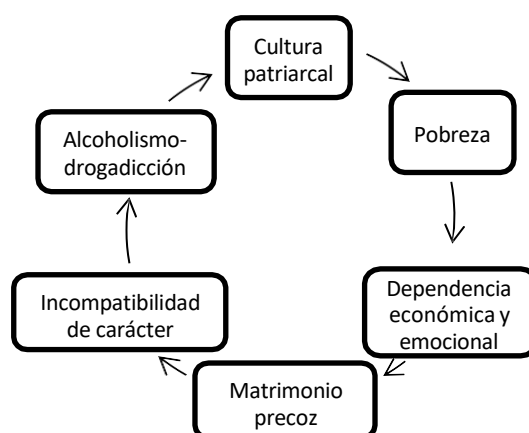 Cultura
patriarcal
Pobreza
Dependencia
económica y
emocional
Matrimonio
precoz
Incompatibilidad
de carácter
Alcoholismo-
drogadicción